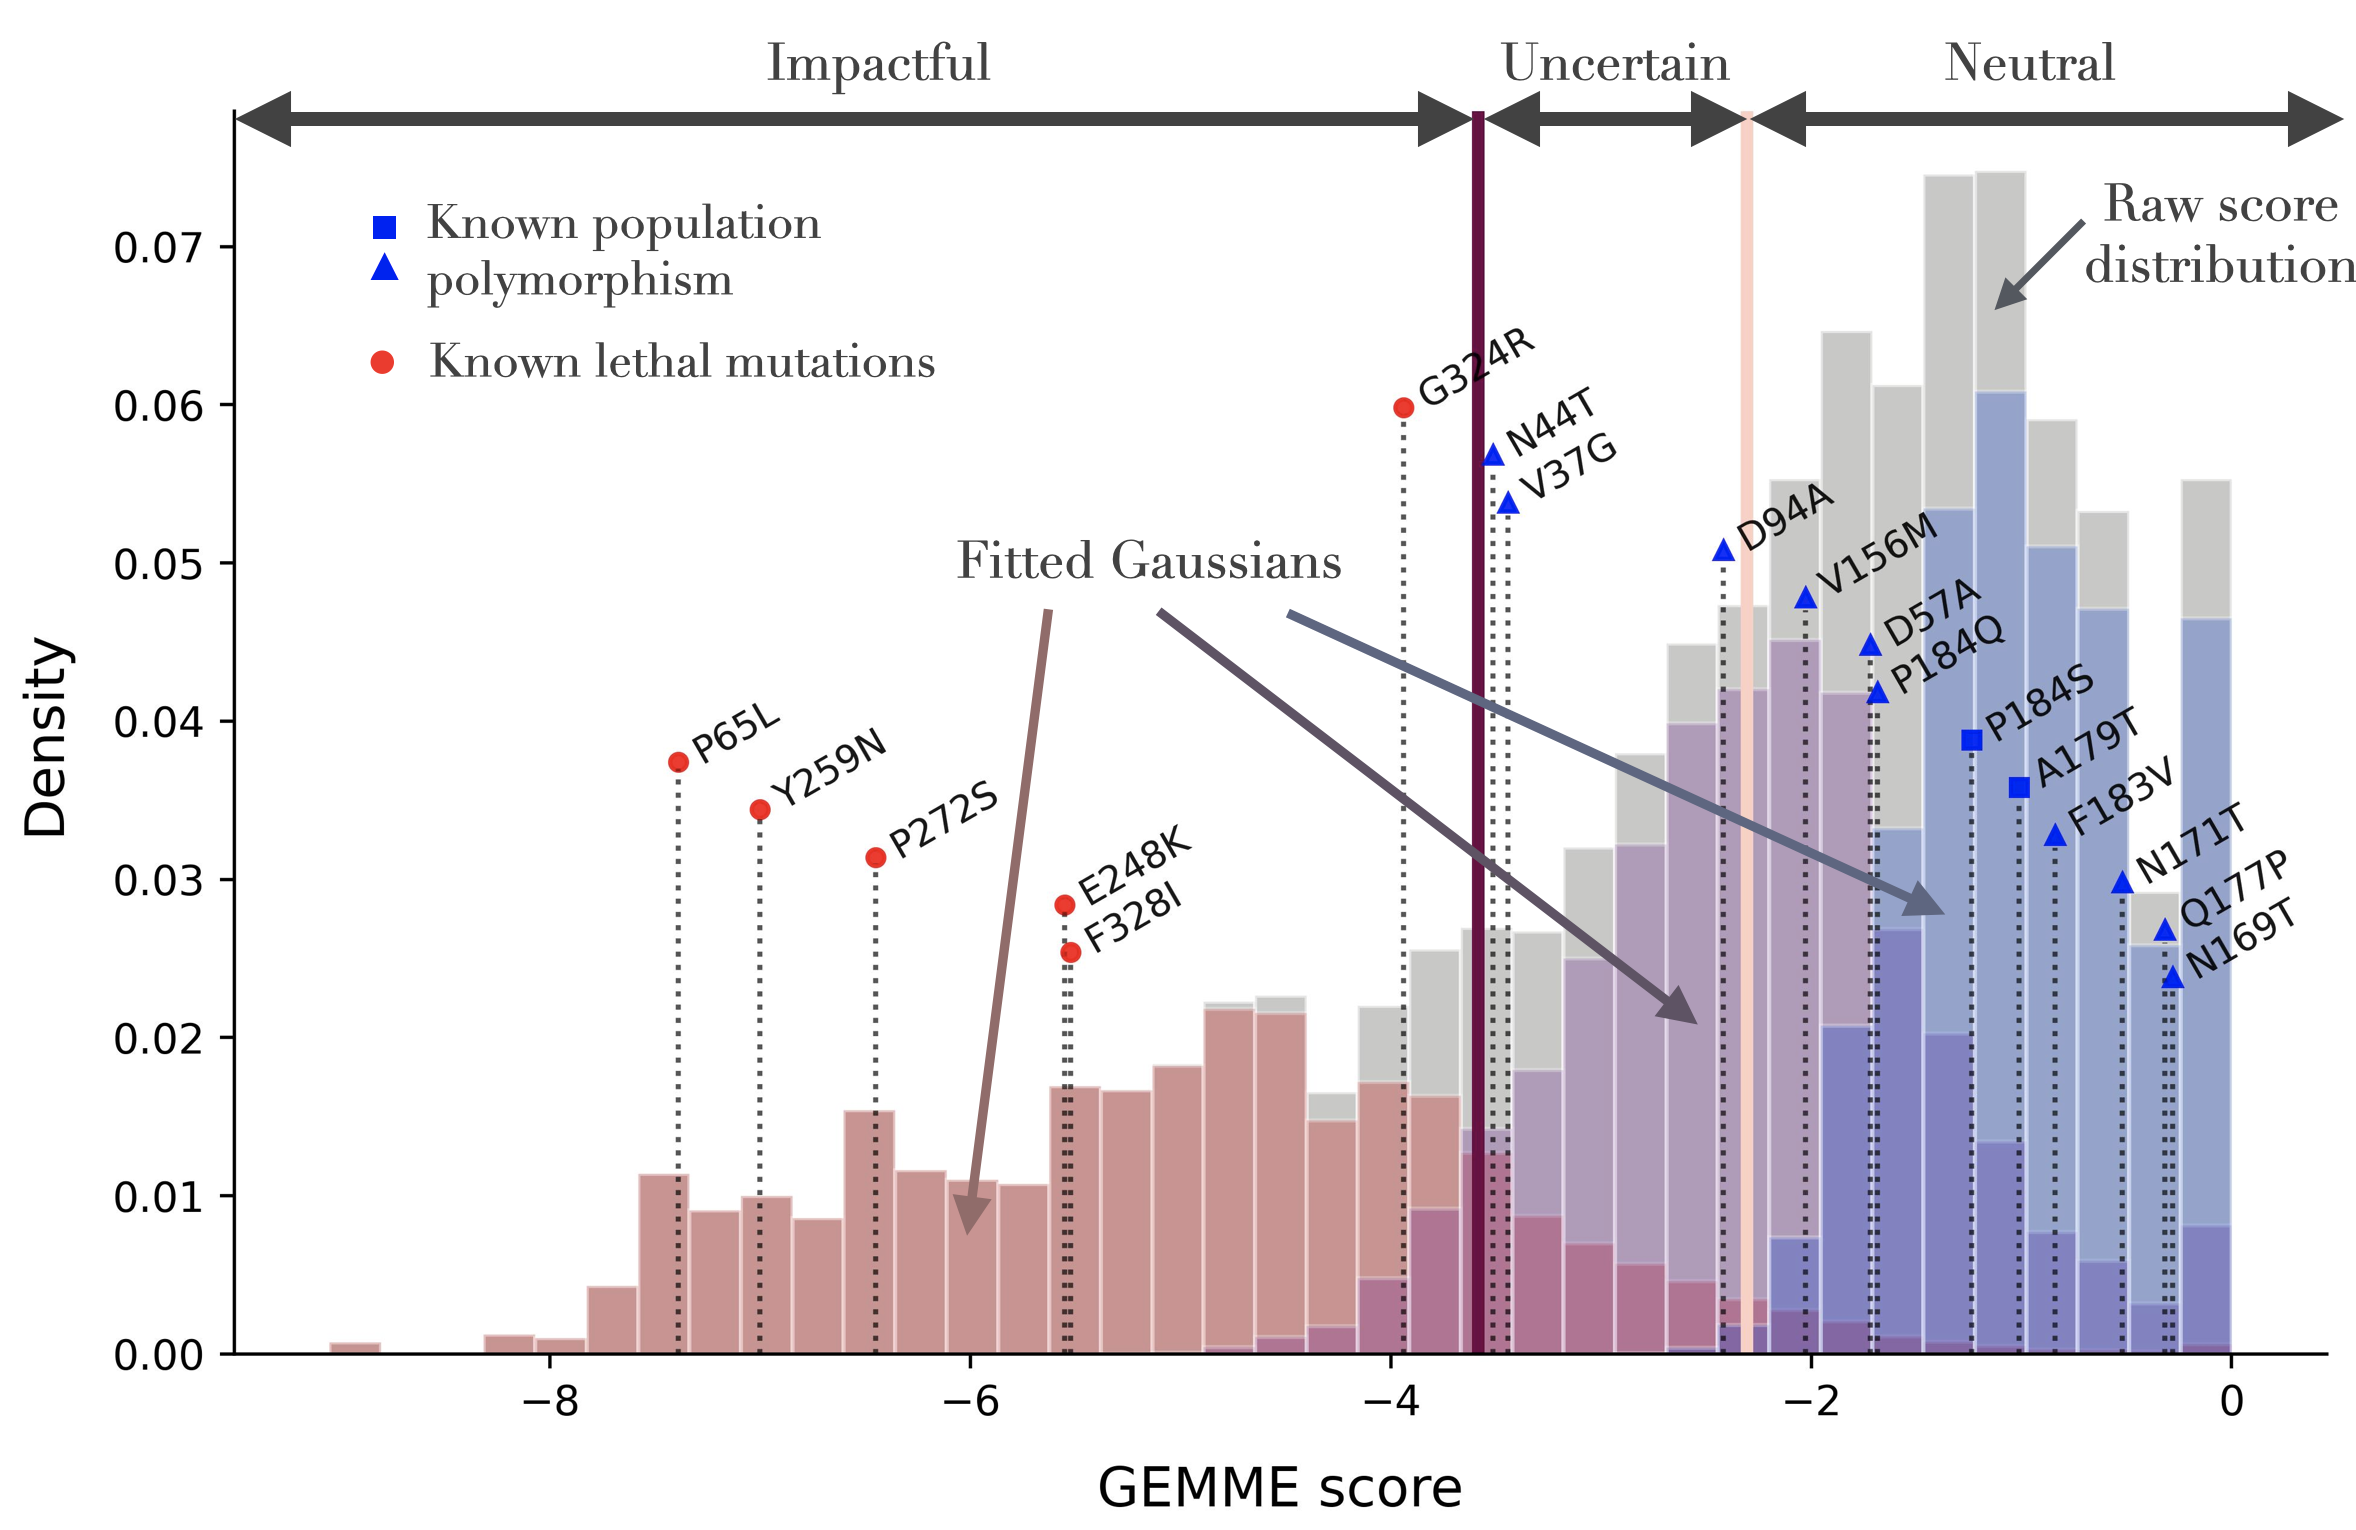 Impactful
Uncertain
Neutral
Known population
polymorphism
Known lethal mutations
Raw score
distribution
Fitted Gaussians
G324R
N44T
V37G
D94A
V156M
D57A
P184Q
P184S
A179T
F183V
N171T
Q177P
N169T
P65L
Y259N
P272S
E248K
F328I
Density
0.07
0.06
0.05
0.04
0.03
0.02
0.01
0.00
−8
−6
−4
−2
0
GEMME score